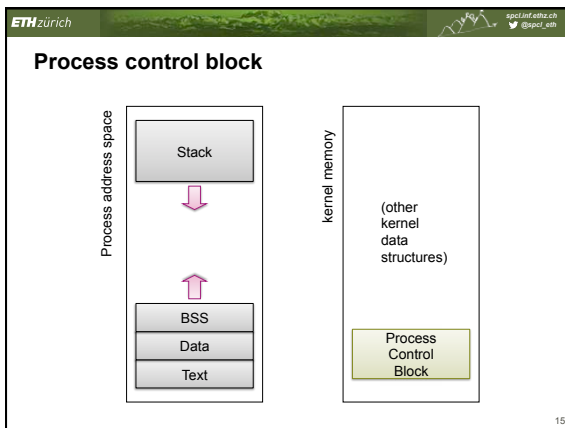 ETH zürich
spcl.inf.ethz.ch
@spcl_eth
Process control block
Process address space
Stack
BSS
Data
Text
kernel memory
(other
kernel
data
structures)
Process
Control
Block
15